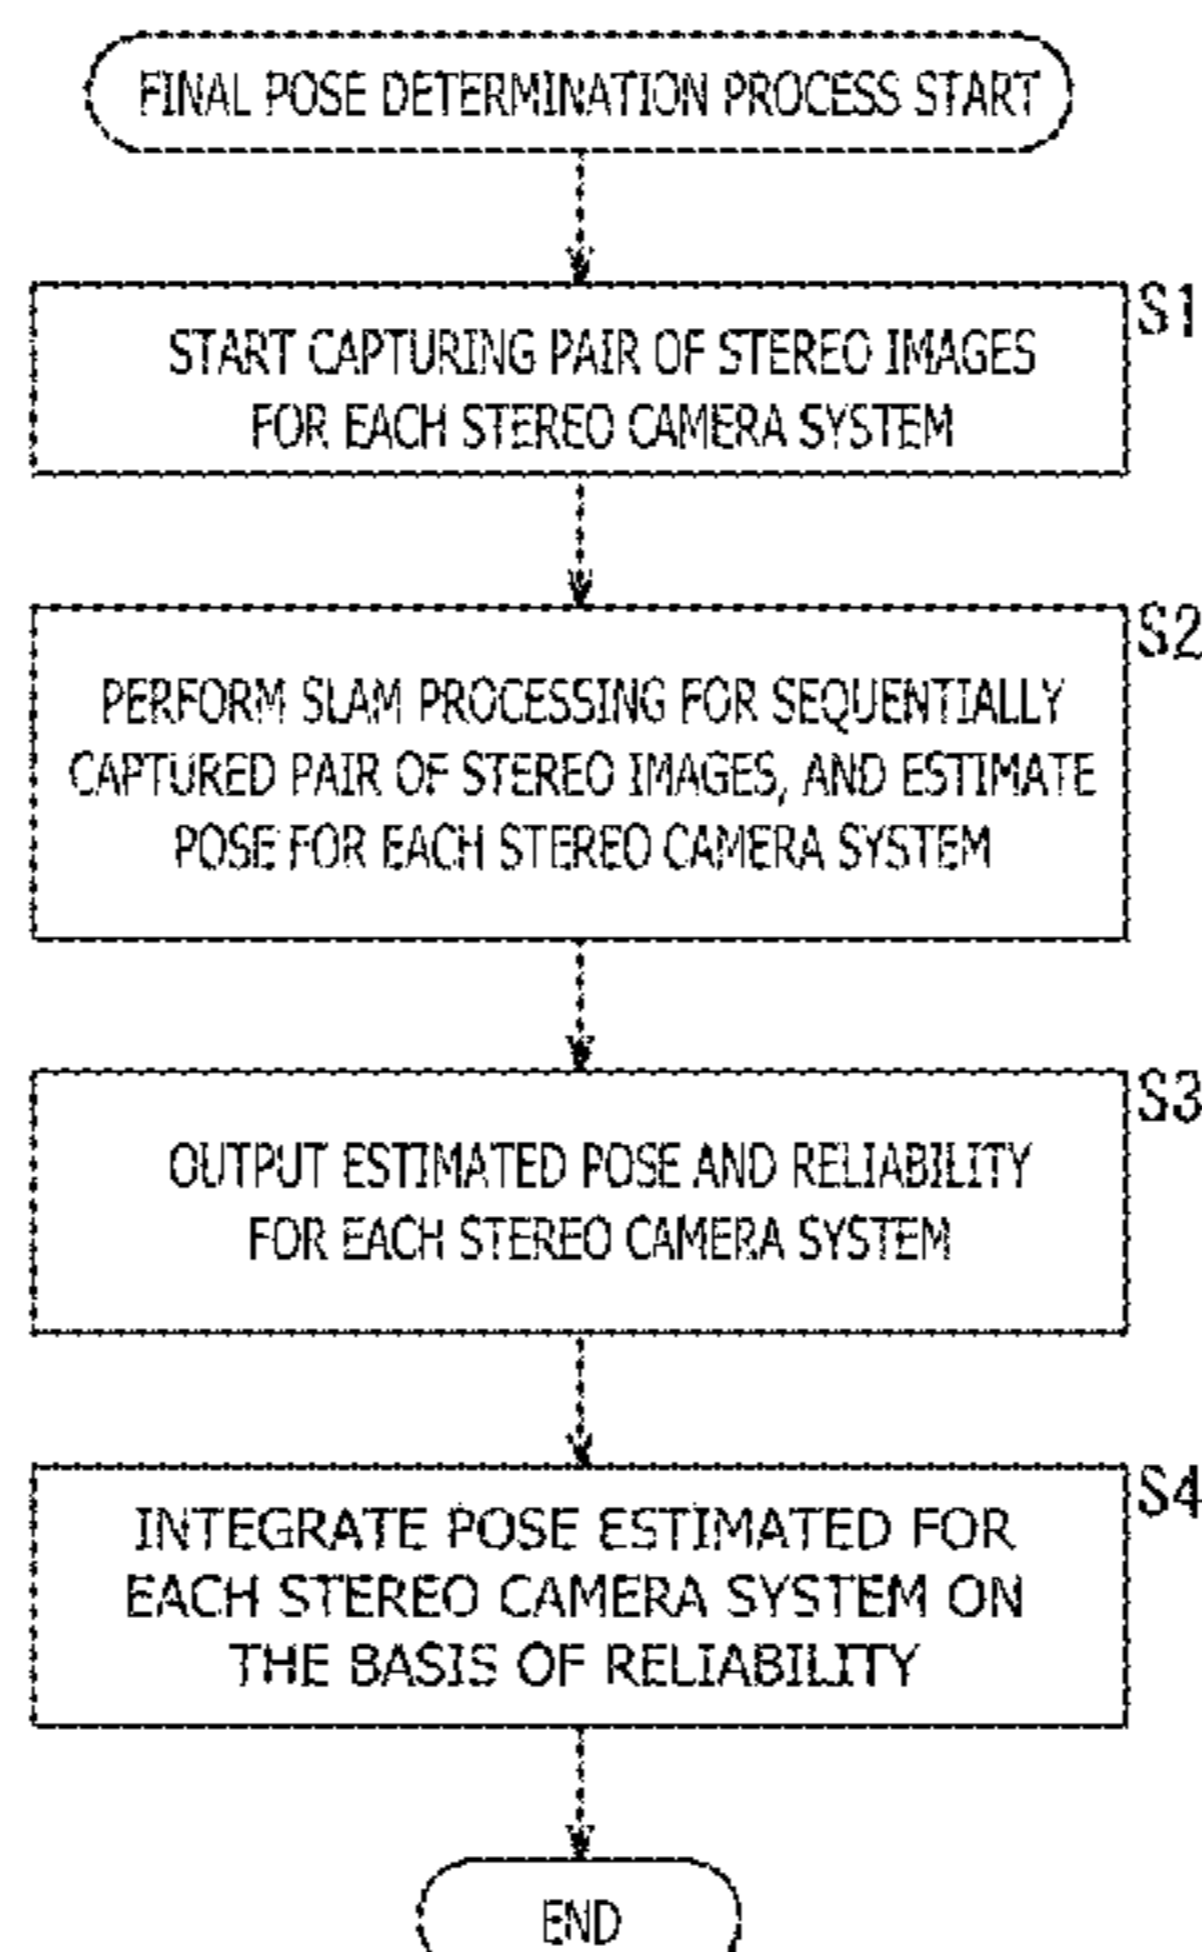 FINAL POSE DETERMINATION PROCESS START
S1
START CAPTURING PAIR OF STEREO IMAGES
FOR EACH STEREO CAMERA SYSTEM
S2
PERFORM SLAM PROCESSING FOR SEQUENTIALLY
CAPTURED PAIR OF STEREO IMAGES, AND ESTIMATE
POSE FOR EACH STEREO CAMERA SYSTEM
S3
OUTPUT ESTIMATED POSE AND RELIABILITY
FOR EACH STEREO CAMERA SYSTEM
S4
INTEGRATE POSE ESTIMATED FOR
EACH STEREO CAMERA SYSTEM ON
THE BASIS OF RELIABILITY
END